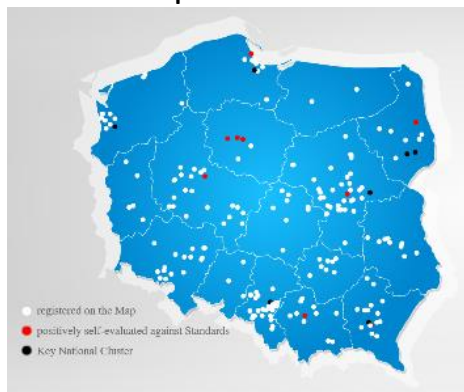 registered on the Map
positively self-evaluated against Standards
Key National Cluster